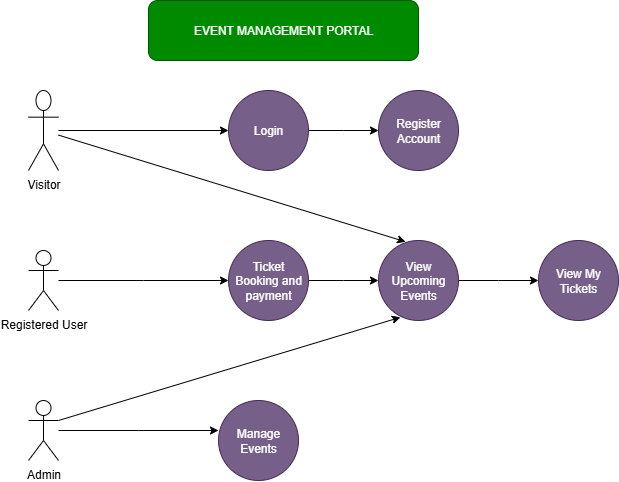 EVENT MANAGEMENT PORTAL
Login
Register
Account
Visitor
Ticket
Booking and
payment
View
Upcoming
Events
View My
Tickets
Registered User
Manage
Events
Admin